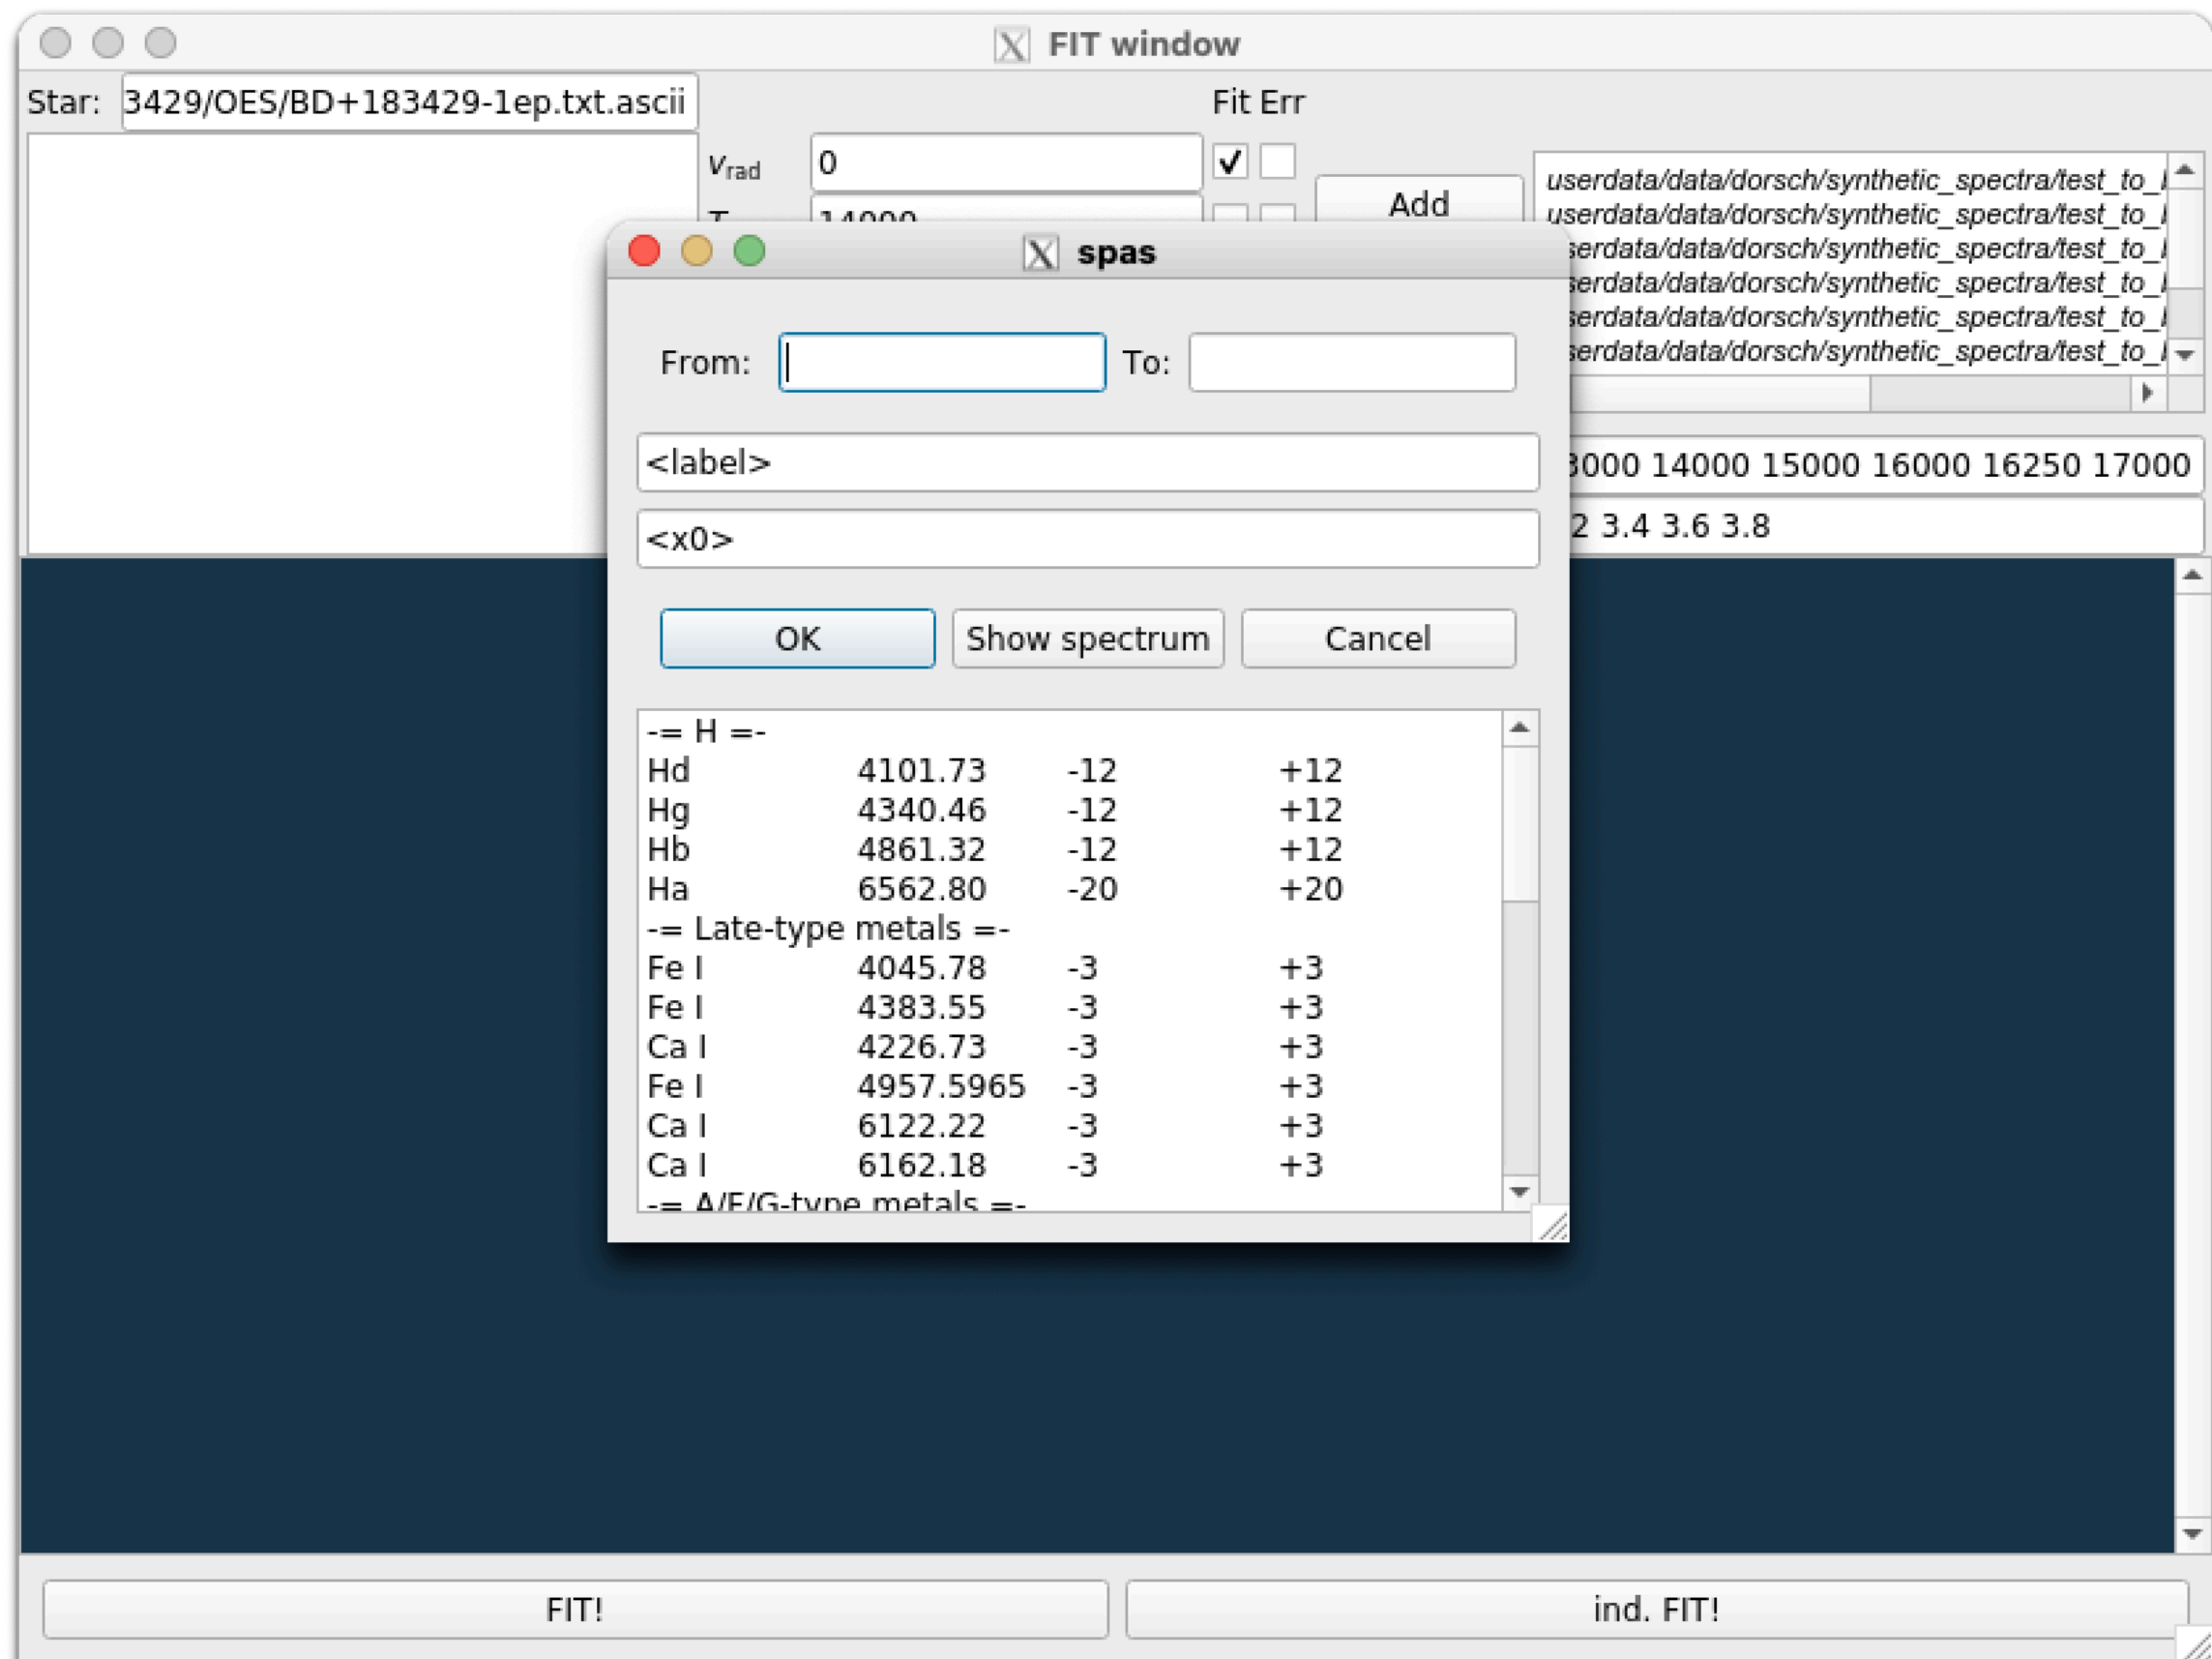 FIT window
Star: 3429/OES/BD+183429-1ep.txt.ascii
Fit Err
vrad 0
Add
userdata/data/dorsch/synthetic_spectra/test_to_
userdata/data/dorsch/synthetic_spectra/test_to_
serdata/data/dorsch/synthetic_spectra/test_to_
serdata/data/dorsch/synthetic_spectra/test_to_
serdata/data/dorsch/synthetic_spectra/test_to_
serdata/data/dorsch/synthetic_spectra/test_to_
3000 14000 15000 16000 16250 17000
2 3.4 3.6 3.8
spas
From: To:
<label>
<x0>
OK Show spectrum Cancel
-= H =-
Hd 4101.73 -12 +12
Hg 4340.46 -12 +12
Hb 4861.32 -12 +12
Ha 6562.80 -20 +20
-= Late-type metals =-
Fe I 4045.78 -3 +3
Fe I 4383.55 -3 +3
Ca I 4226.73 -3 +3
Fe I 4957.5965 -3 +3
Ca I 6122.22 -3 +3
Ca I 6162.18 -3 +3
-= A/F/G-type metals =-
FIT! ind. FIT!